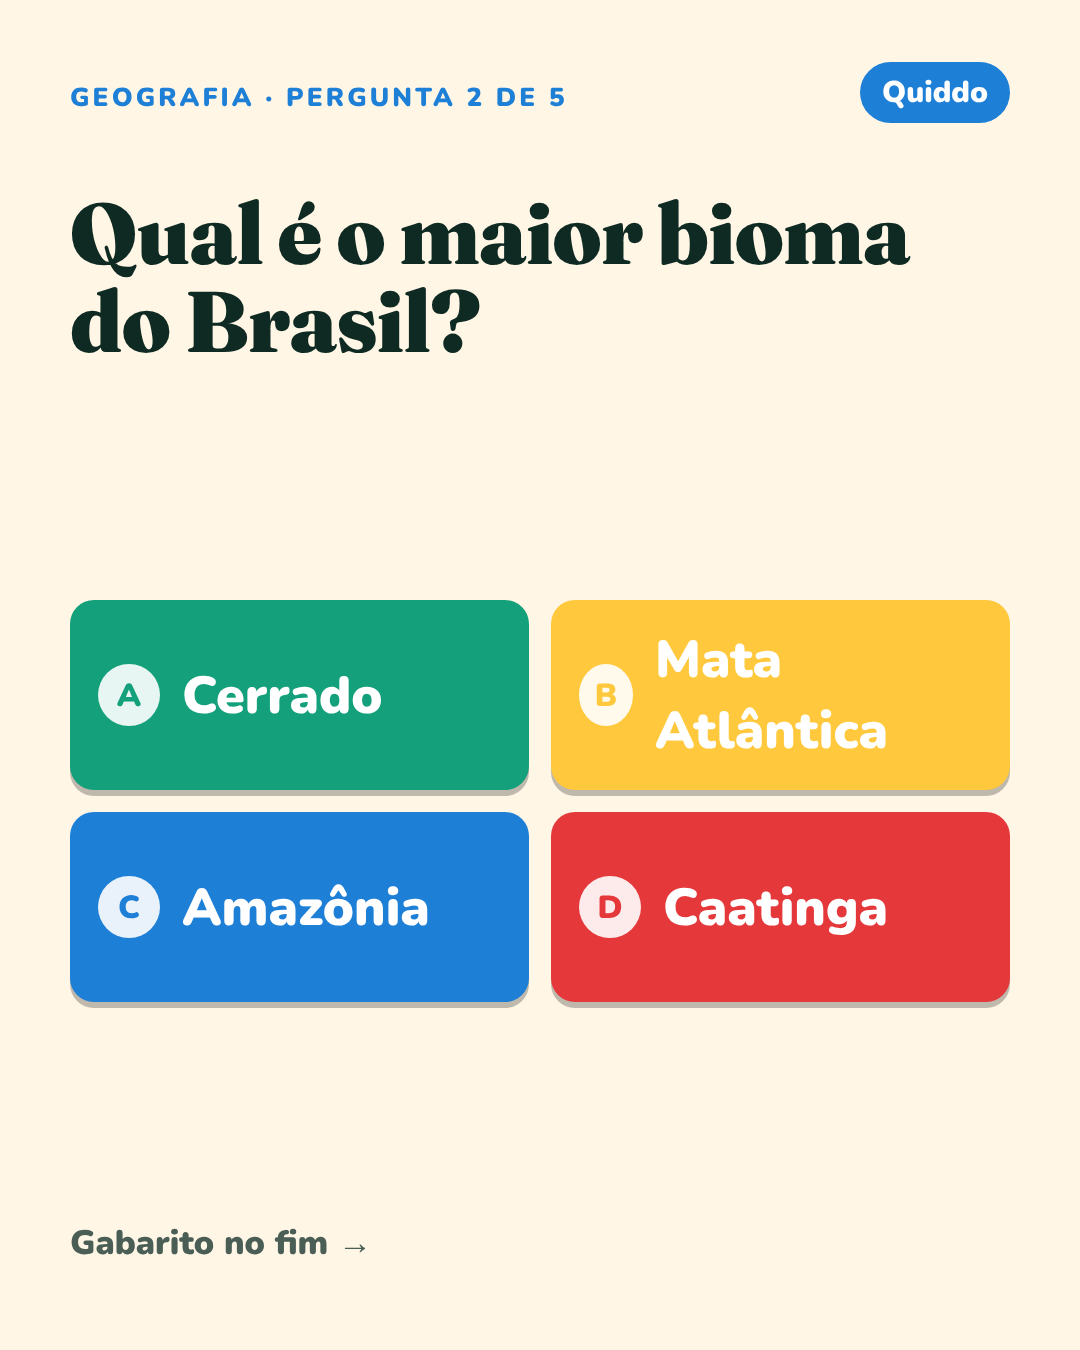 GEOGRAFIA · PERGUNTA 2 DE 5
Quiddo
Qual é o maior bioma
do Brasil?
A Cerrado
B Mata
Atlântica
C Amazônia
D Caatinga
Gabarito no fim →